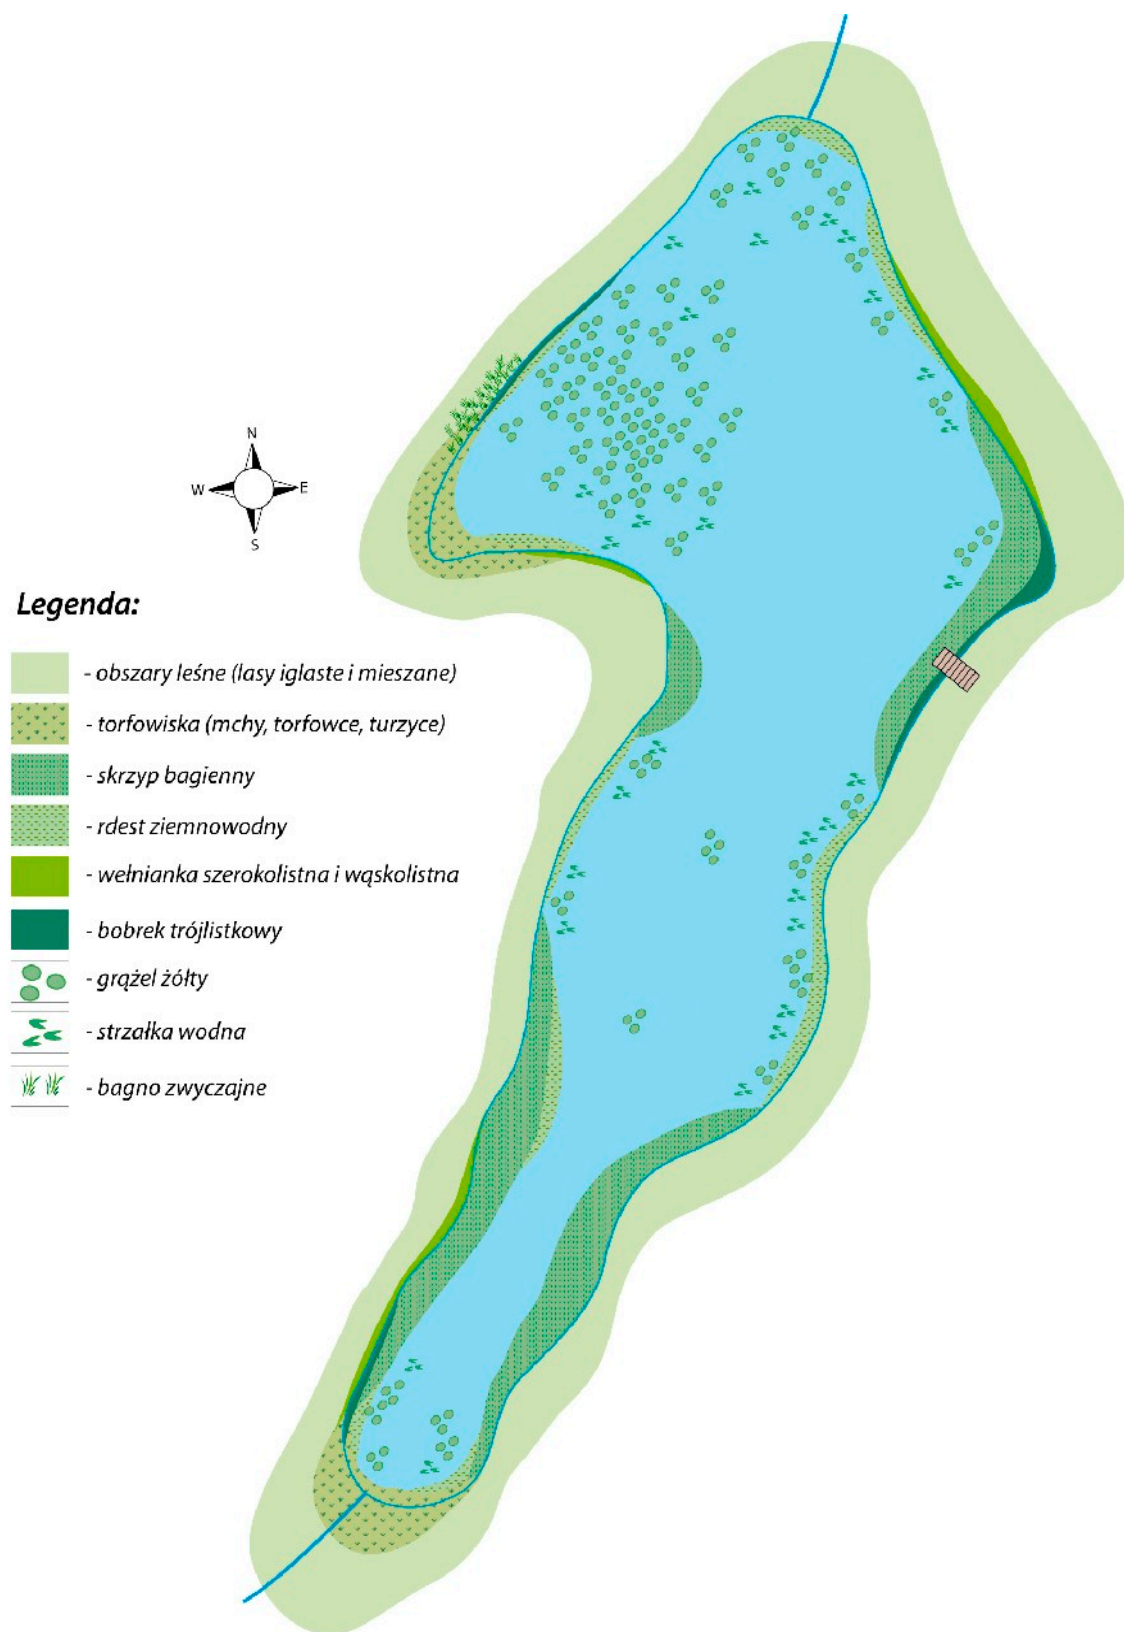 N
W
E
S
Legenda:
- obszary leśne (lasy iglaste i mieszane)
- torfowiska (mchy, torfowce, turzyce)
- skrzyp bagienny
- rdest ziemnowodny
- wełnianka szerokolistna i wąskolistna
- bobrek trójlistkowy
- grążel żółty
- strzałka wodna
- bagno zwyczajne